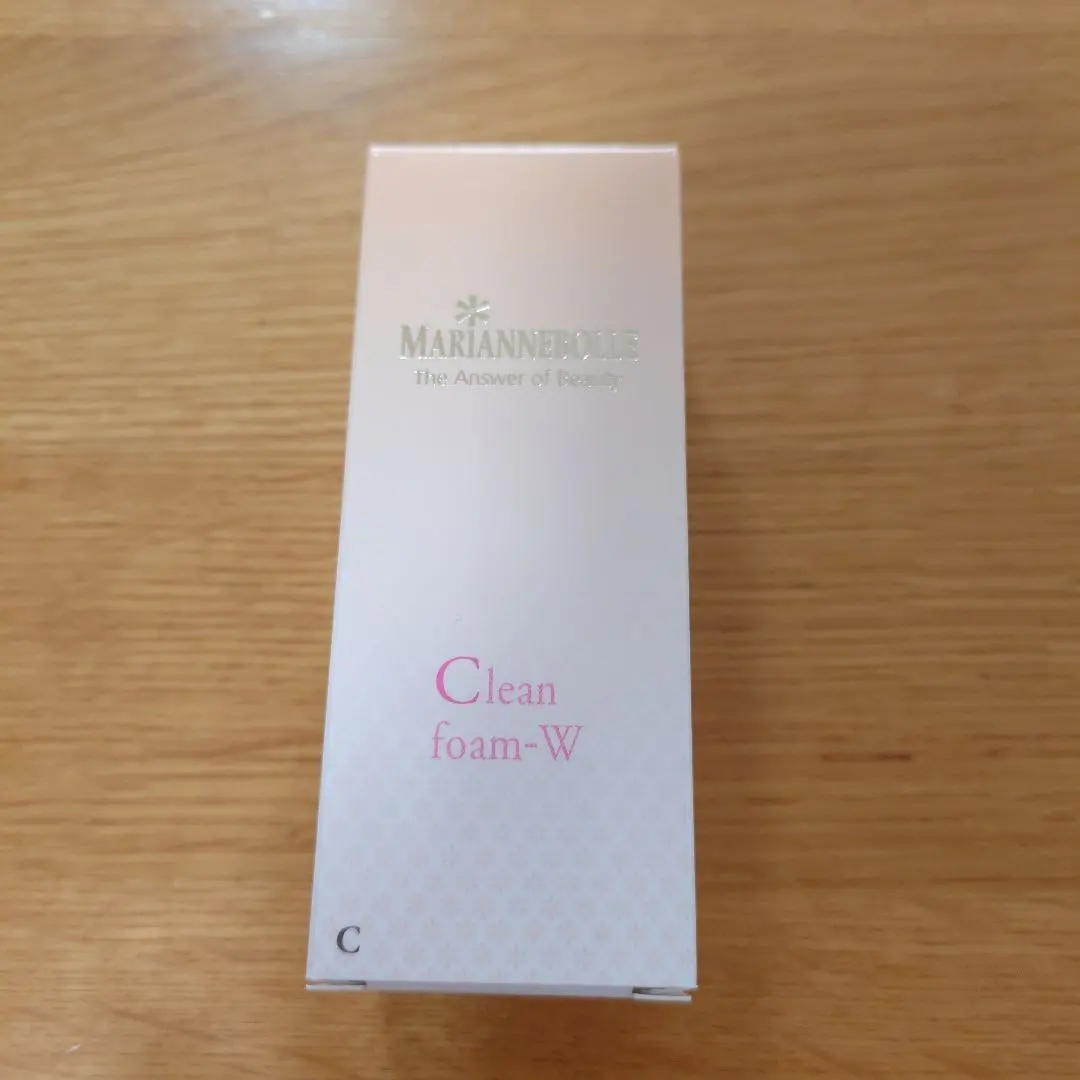 MARIANNEBOLLE
The Answer of Beauty
Clean
foam-W
C